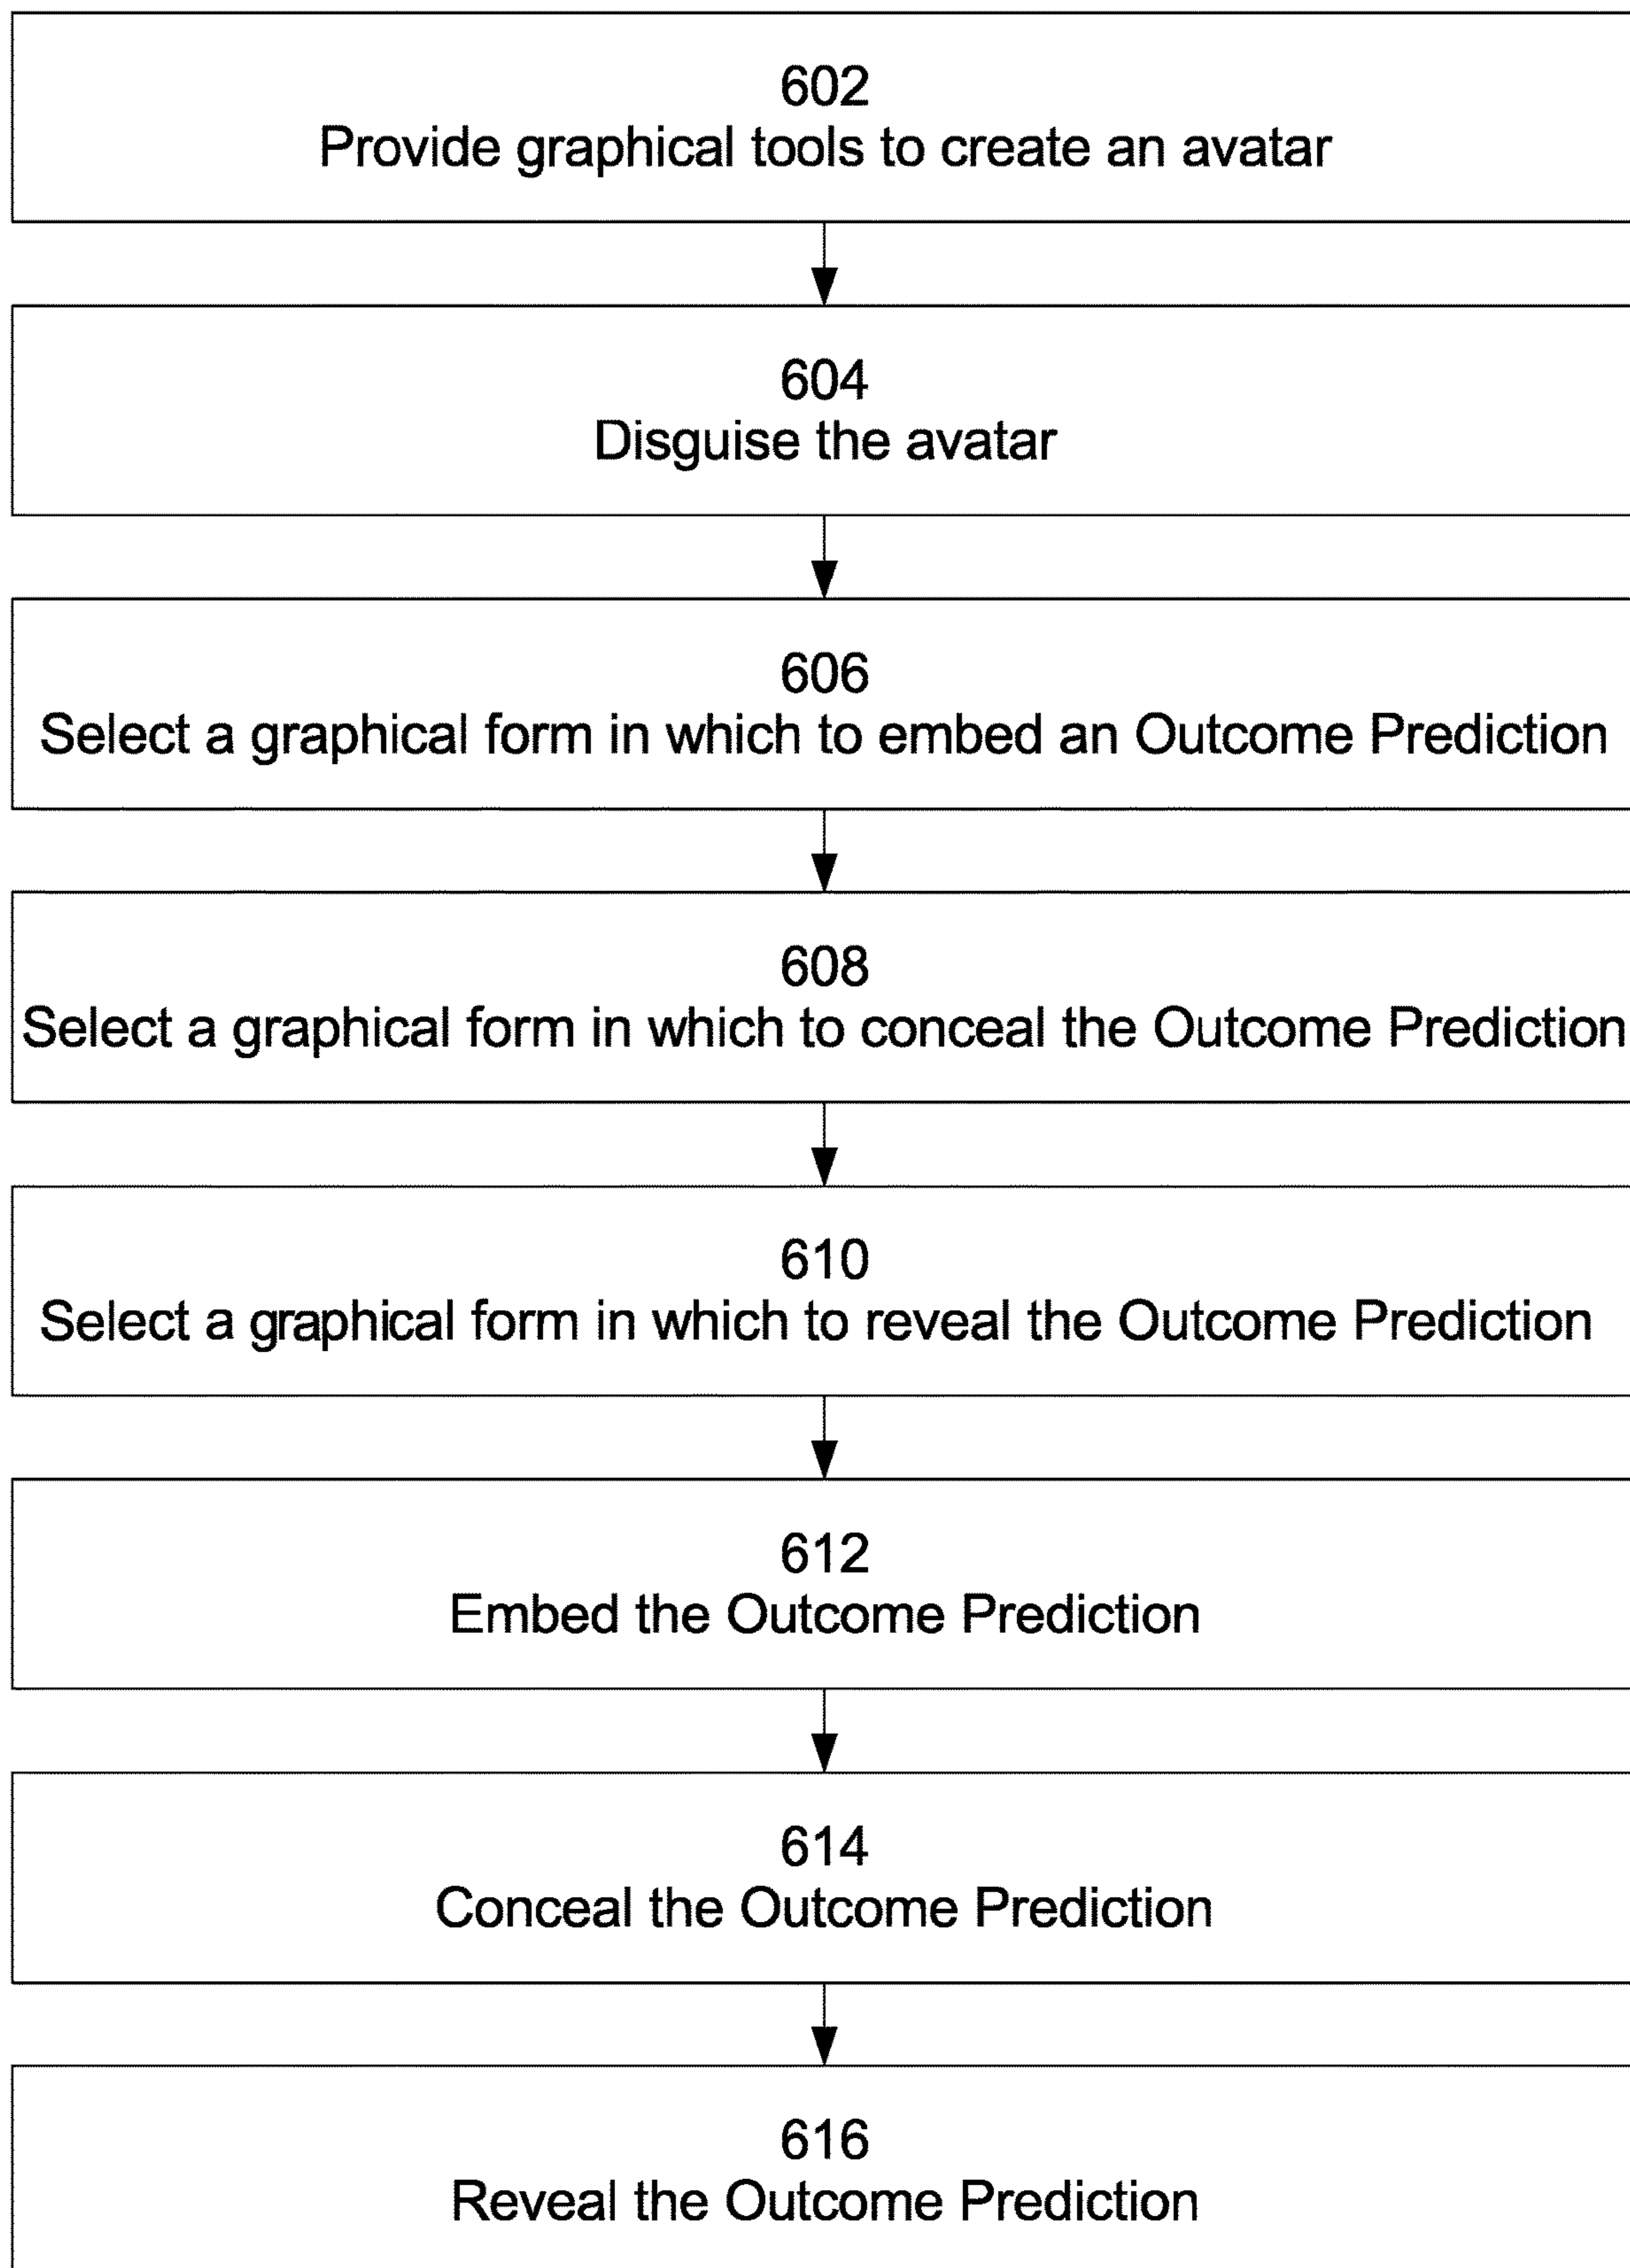 602
Provide graphical tools to create an avatar
604
Disguise the avatar
606
Select a graphical form in which to embed an Outcome Prediction
608
Select a graphical form in which to conceal the Outcome Prediction
610
Select a graphical form in which to reveal the Outcome Prediction
612
Embed the Outcome Prediction
614
Conceal the Outcome Prediction
616
Reveal the Outcome Prediction